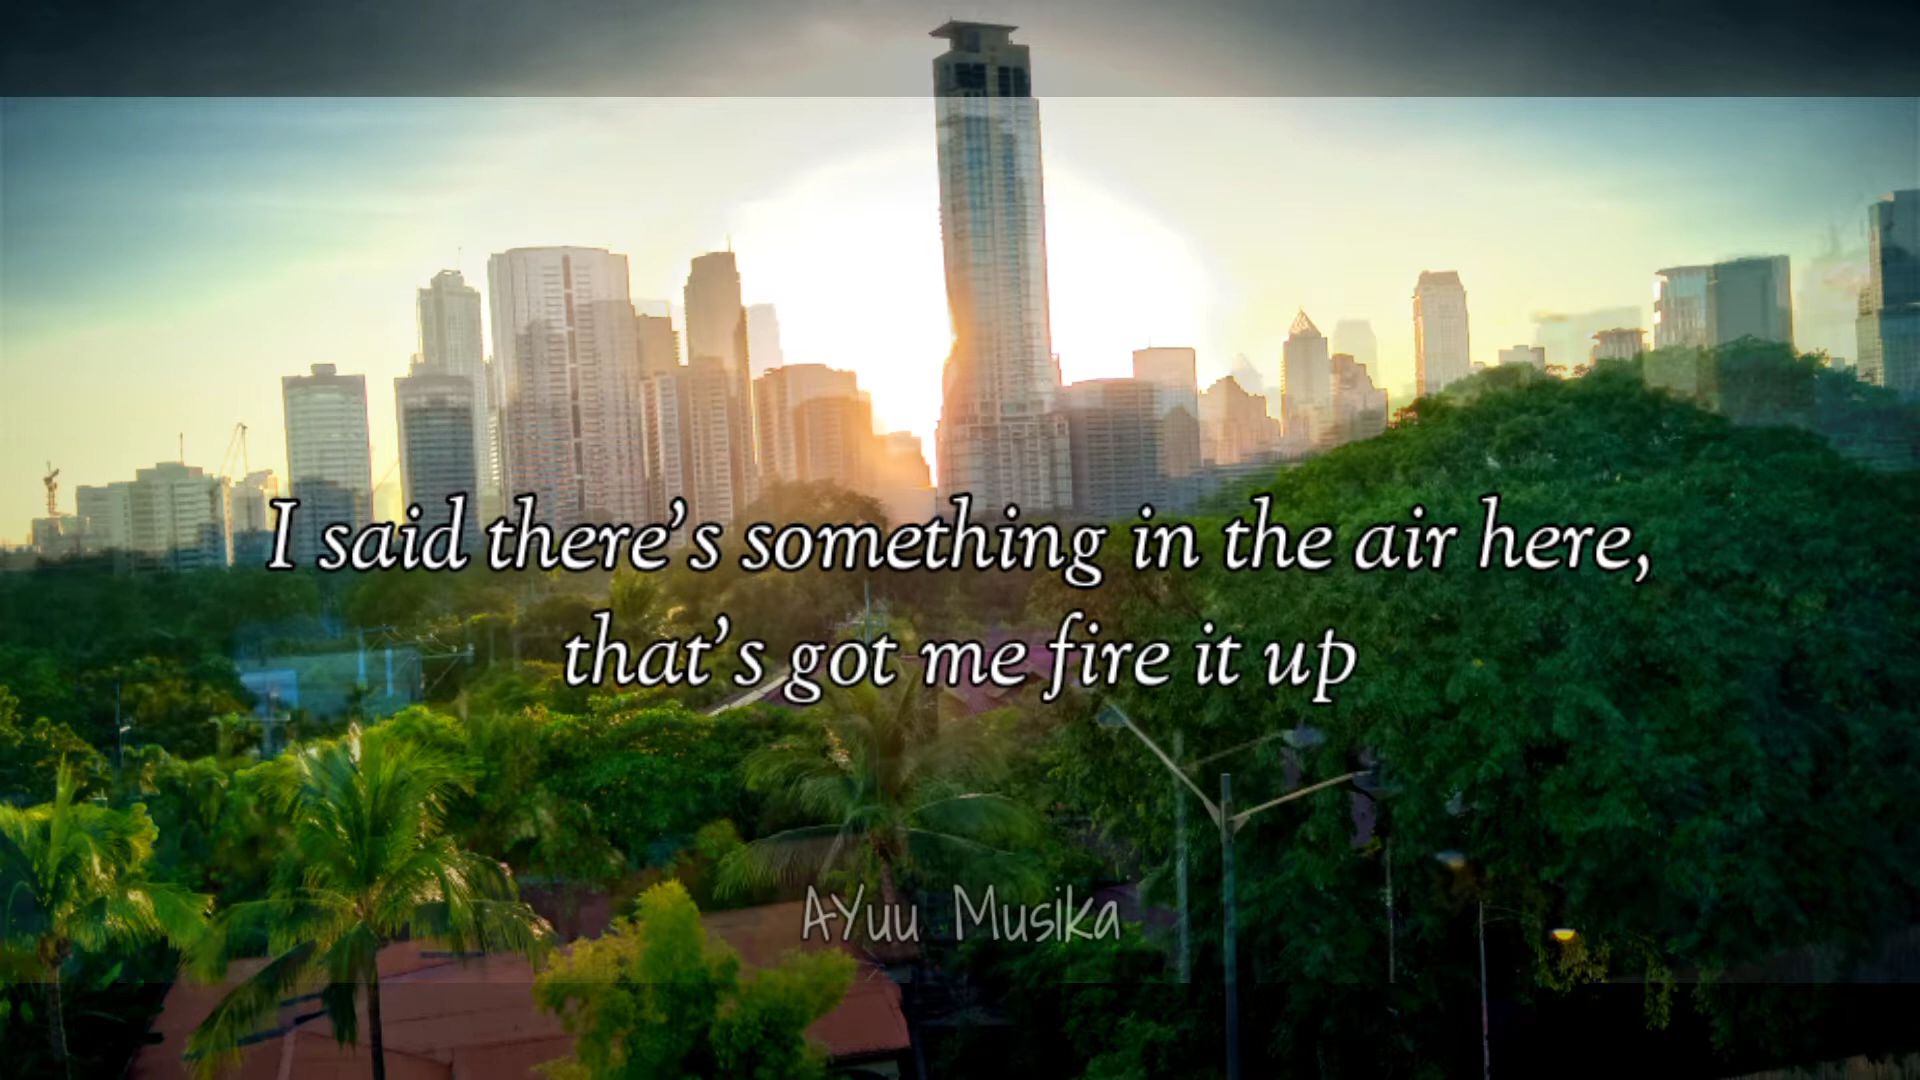 I said there’s something in the air here,
that’s got me fire it up
AYuu Musika